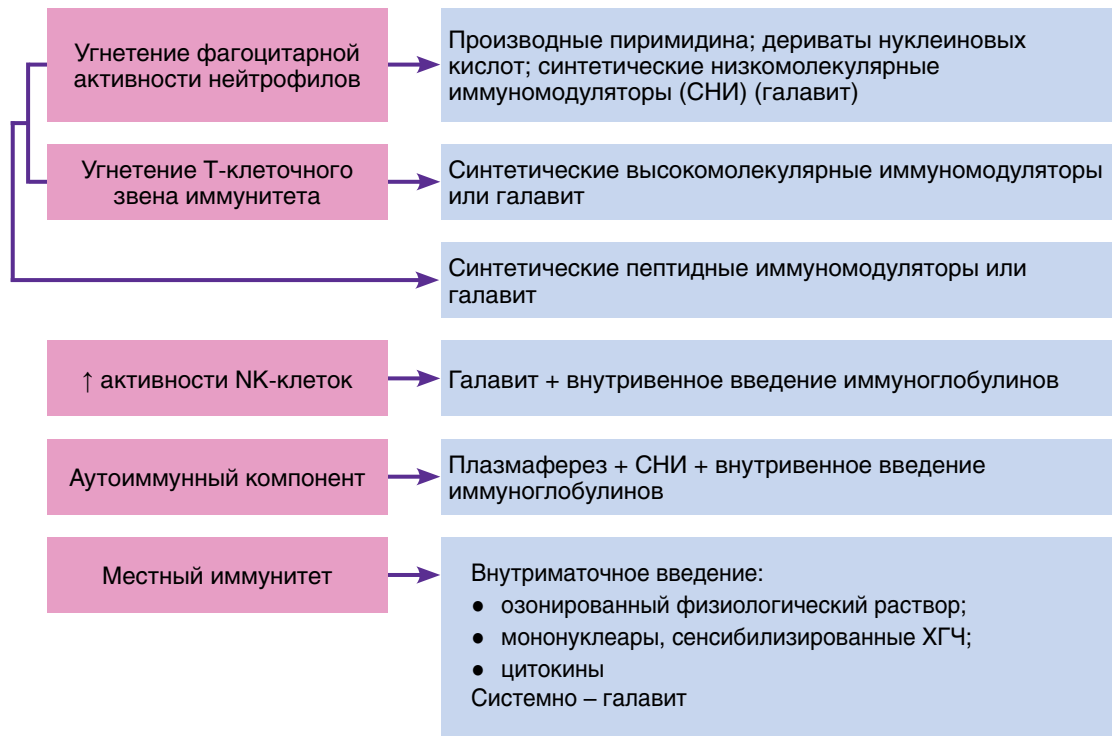 Угнетение фагоцитарной
активности нейтрофилов
Производные пиримидина; дериваты нуклеиновых
кислот; синтетические низкомолекулярные
иммуномодуляторы (СНИ) (галавит)
Угнетение Т-клеточного
звена иммунитета
Синтетические высокомолекулярные иммуномодуляторы
или галавит
Синтетические пептидные иммуномодуляторы или
галавит
↑ активности NK-клеток
Галавит + внутривенное введение иммуноглобулинов
Аутоиммунный компонент
Плазмаферез + СНИ + внутривенное введение
иммуноглобулинов
Местный иммунитет
Внутриматочное введение:
● озонированный физиологический раствор;
● мононуклеары, сенсибилизированные ХГЧ;
● цитокины
Системно – галавит